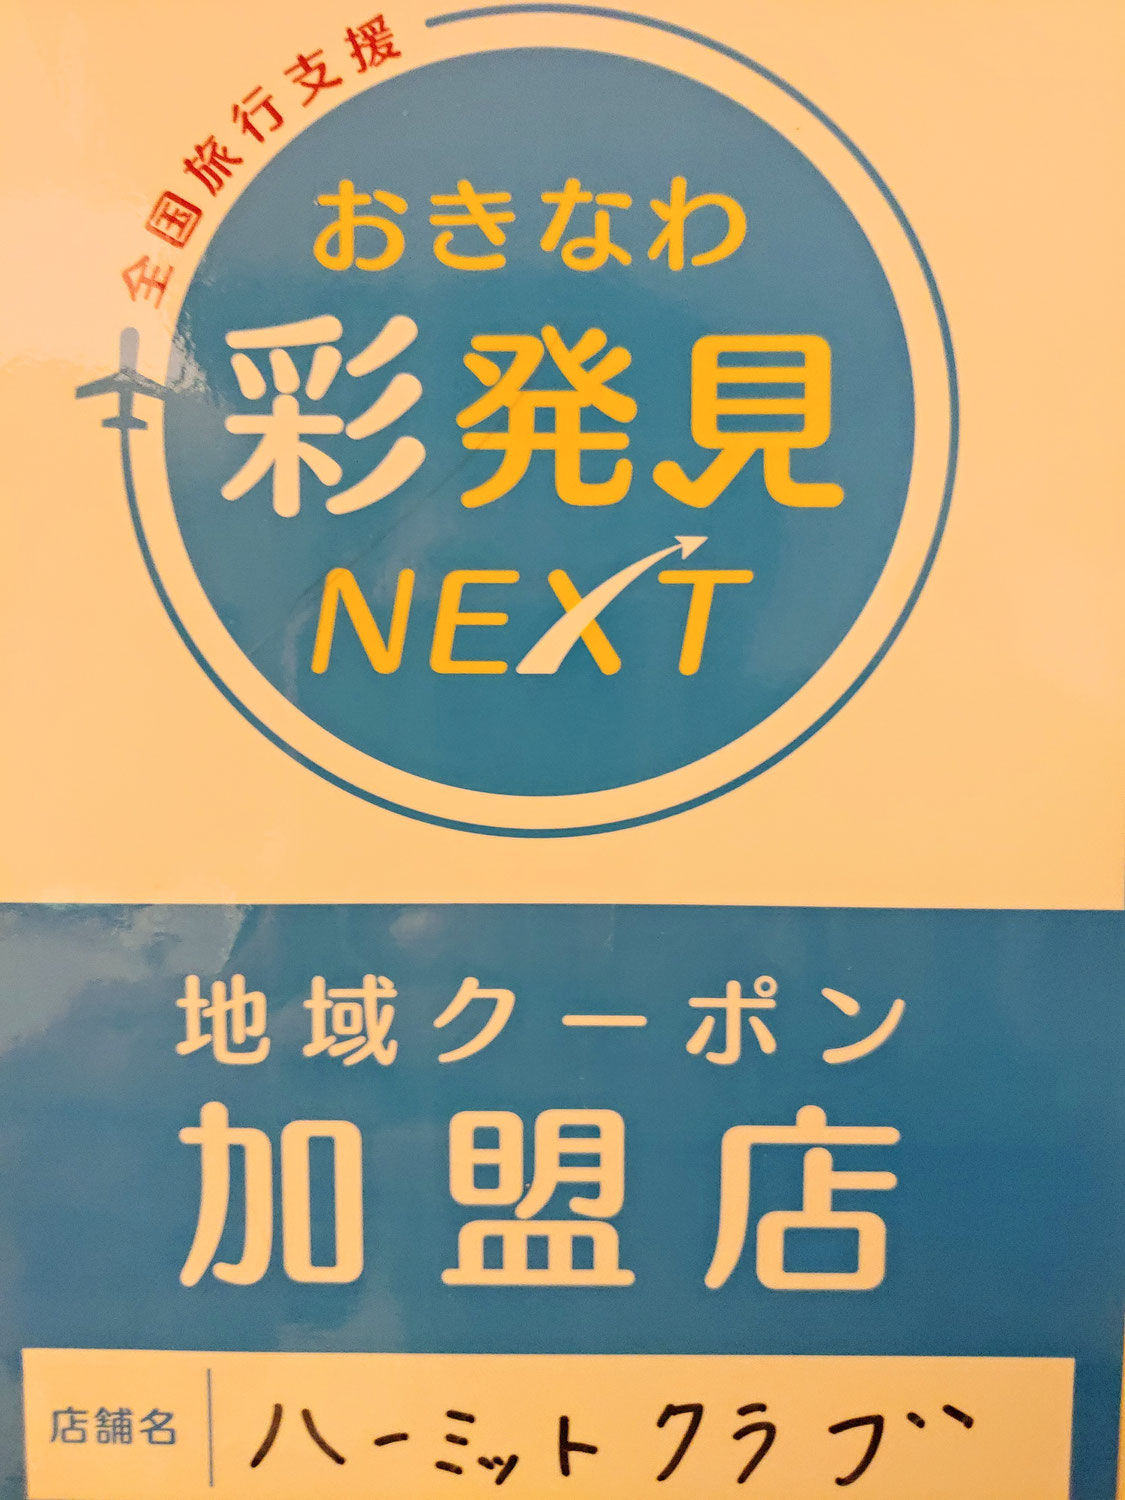 全国旅行支援
おきなわ
彩発見
NEXT
地域クーポン
加盟店
店舗名 ハーミットクラブ